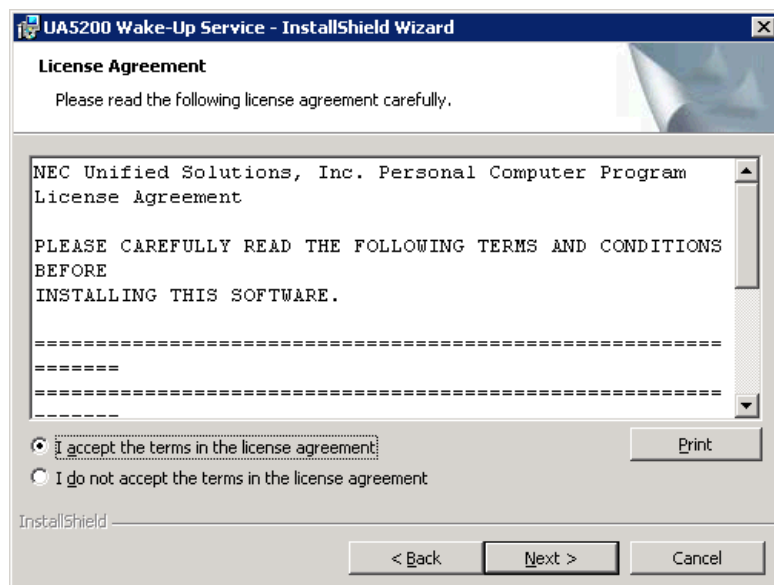 UA5200 Wake-Up Service - InstallShield Wizard
License Agreement
Please read the following license agreement carefully.
NEC Unified Solutions, Inc. Personal Computer Program
License Agreement
PLEASE CAREFULLY READ THE FOLLOWING TERMS AND CONDITIONS
BEFORE
INSTALLING THIS SOFTWARE.
========================================================
=======
========================================================
I accept the terms in the license agreement
Print
I do not accept the terms in the license agreement
InstallShield
< Back
Next >
Cancel